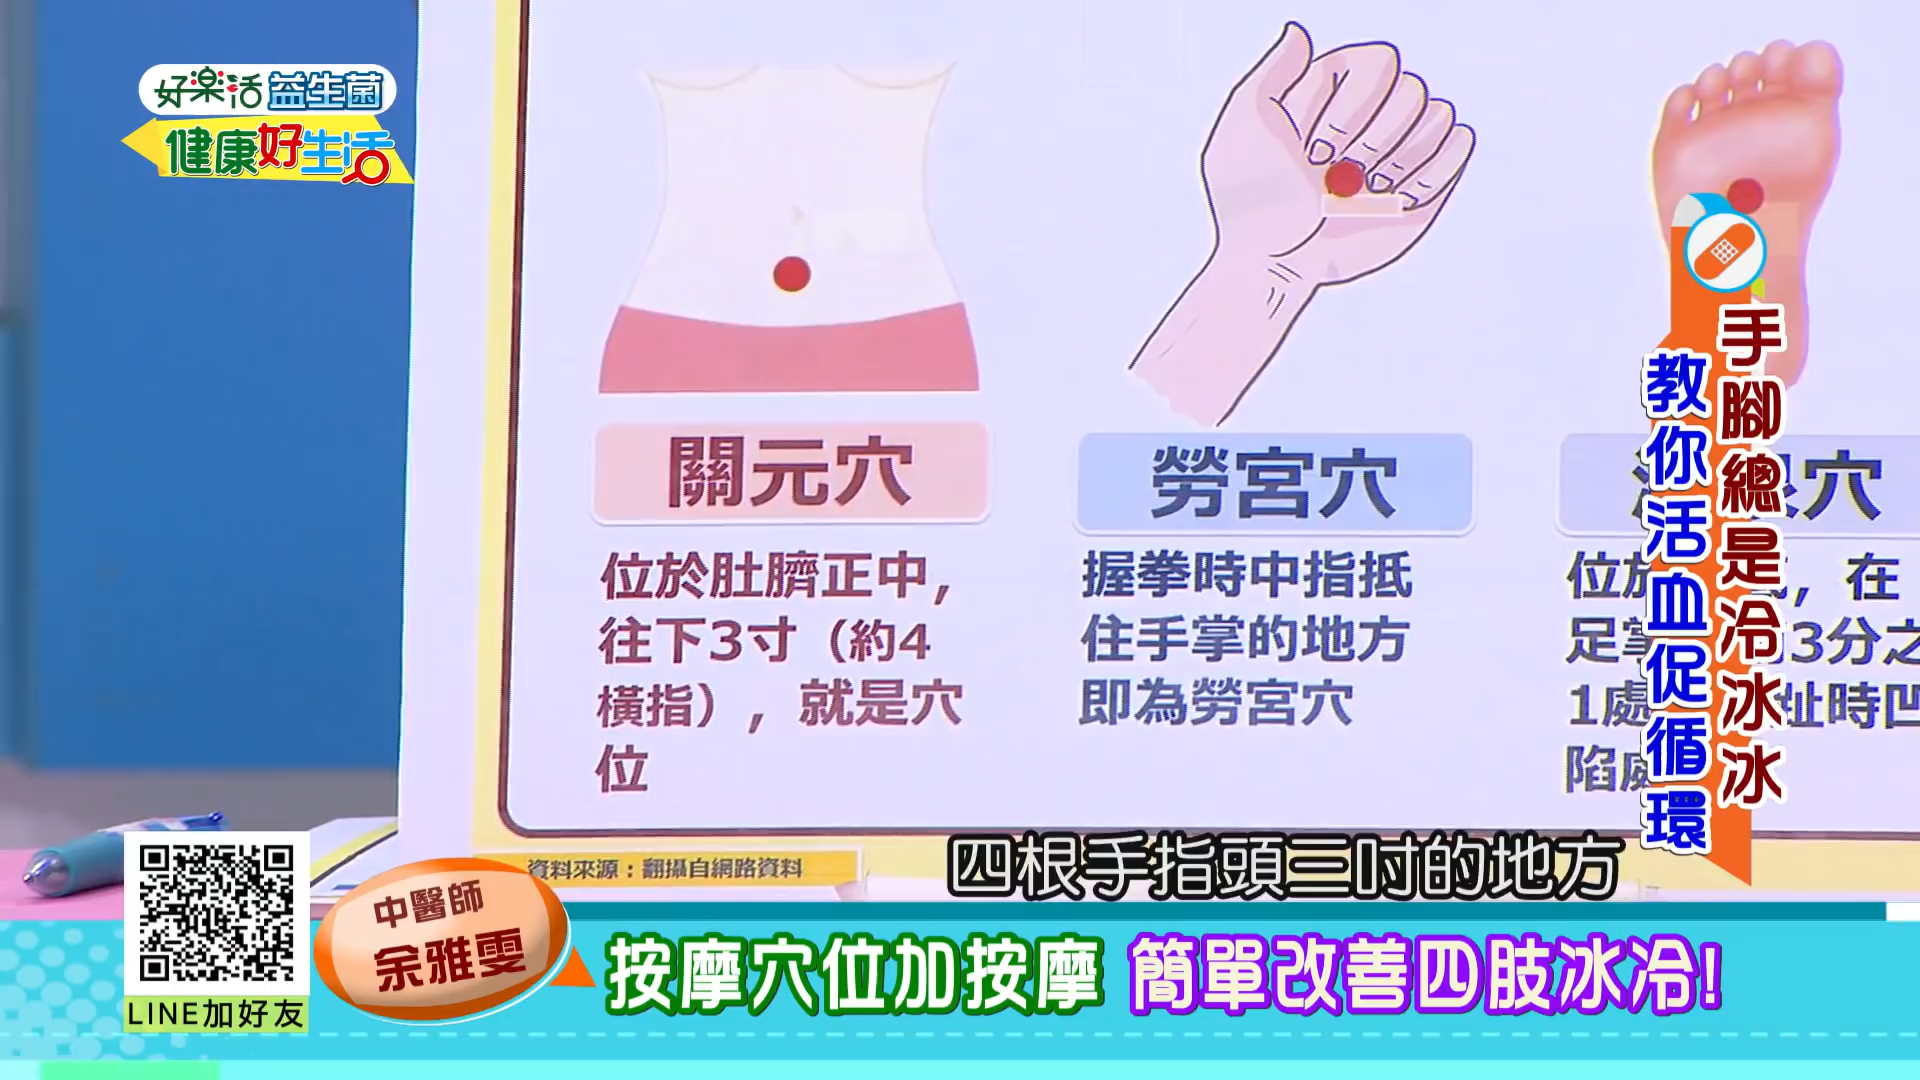 好樂活益生菌
健康好生活
關元穴
位於肚臍正中，
往下3寸（約4
橫指），就是穴
位
勞宮穴
握拳時中指抵
住手掌的地方
即為勞宮穴
穴
在
足掌 3分之
1處 趾時凹
陷處
手腳總是冷冰冰
教你活血促循環
資料來源：翻攝自網路資料
四根手指頭三吋的地方
中醫師
余雅雯
按摩穴位加按摩 簡單改善四肢冰冷!
LINE加好友